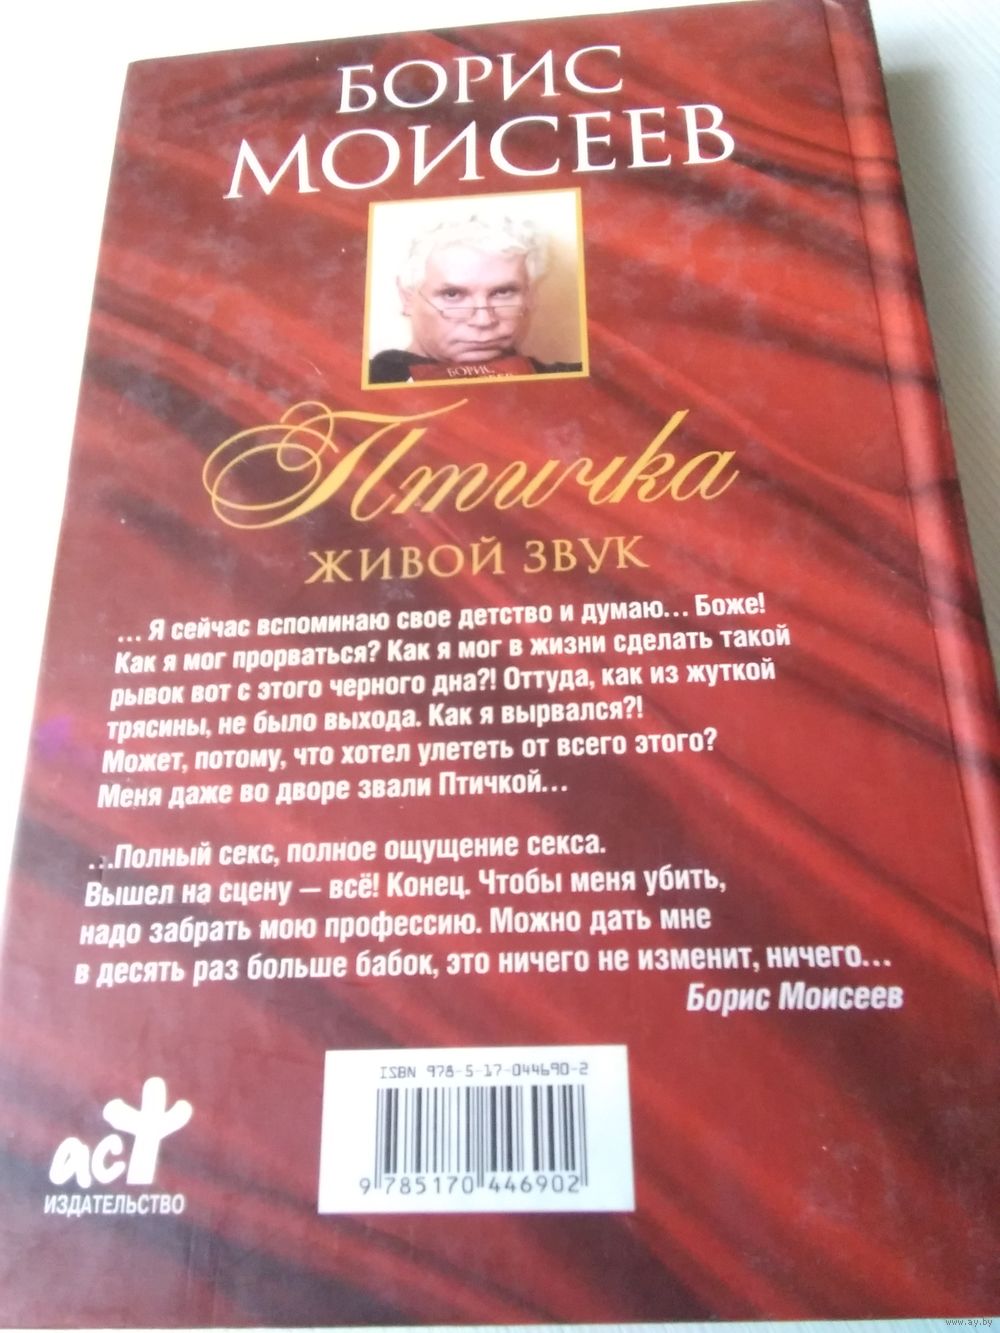 БОРИС
МОИСЕЕВ
БОРИС
Птичка
ЖИВОЙ ЗВУК
... Я сейчас вспоминаю свое детство и думаю... Боже!
Как я мог прорваться? Как я мог в жизни сделать такой
рывок вот с этого черного дна?! Оттуда, как из жуткой
трясины, не было выхода. Как я вырвался?!
Может, потому, что хотел улететь от всего этого?
Меня даже во дворе звали Птичкой...
...Полный секс, полное ощущение секса.
Вышел на сцену – всё! Конец. Чтобы меня убить,
надо забрать мою профессию. Можно дать мне
в десять раз больше бабок, это ничего не изменит, ничего...
Борис Моисеев
ISBN 978-5-17-044690-2
9 785170 446902
аст
ИЗДАТЕЛЬСТВО
www.ay.by